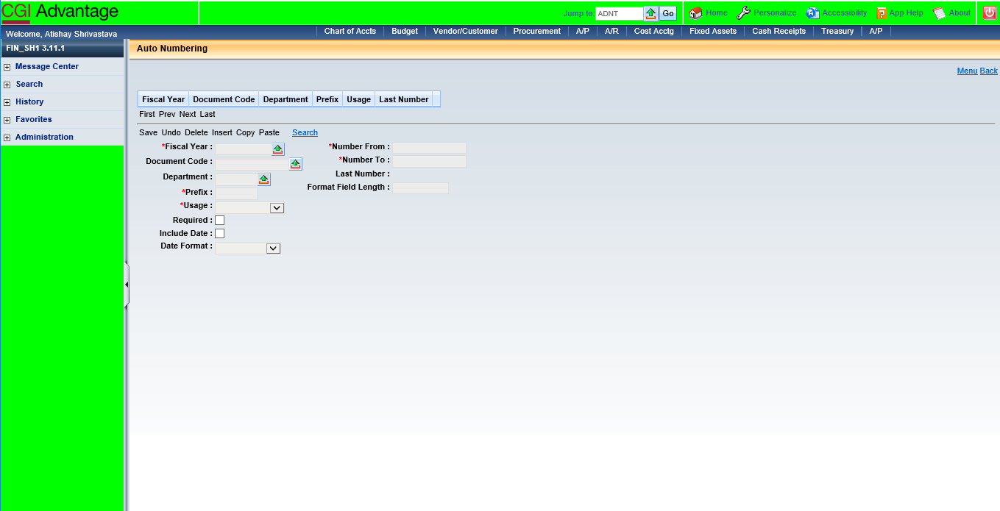 CGI Advantage
Jump to: ADNT Go Home Personalize Accessibility App Help About
Welcome, Atishay Shrivastava
Chart of Accts Budget Vendor/Customer Procurement A/P A/R Cost Acctg Fixed Assets Cash Receipts Treasury A/P
FIN_SH1 3.11.1
Auto Numbering
Message Center
Search
History
Favorites
Administration
Menu Back
Fiscal Year Document Code Department Prefix Usage Last Number
First Prev Next Last
Save Undo Delete Insert Copy Paste Search
*Fiscal Year :
Document Code :
Department :
*Prefix :
*Usage :
Required :
Include Date :
Date Format :
*Number From :
*Number To :
Last Number :
Format Field Length :